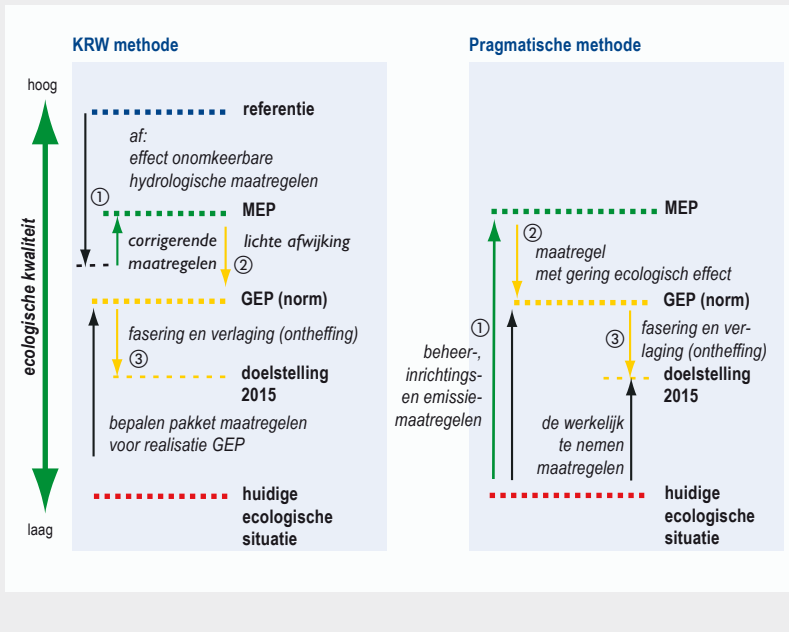 KRW methode
hoog
ecologische kwaliteit
laag
referentie
af:
effect onomkeerbare
hydrologische maatregelen
①
MEP
corrigerende
maatregelen
lichte afwijking
②
GEP (norm)
fasering en verlaging (ontheffing)
③
doelstelling
2015
bepalen pakket maatregelen
voor realisatie GEP
huidige
ecologische
situatie
Pragmatische methode
MEP
②
maatregel
met gering ecologisch effect
GEP (norm)
①
beheer-,
inrichtings-
en emissie-
maatregelen
③
fasering en ver-
laging (ontheffing)
doelstelling
2015
de werkelijk
te nemen
maatregelen
huidige
ecologische
situatie